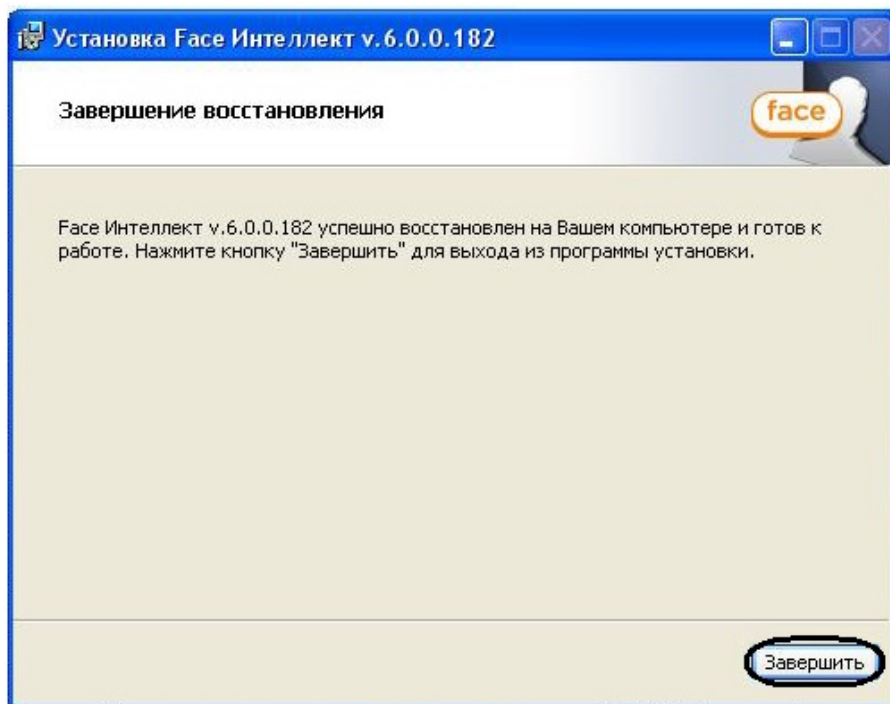 Установка Face Интеллект v.6.0.0.182
Завершение восстановления
face
Face Интеллект v.6.0.0.182 успешно восстановлен на Вашем компьютере и готов к
работе. Нажмите кнопку "Завершить" для выхода из программы установки.
Завершить